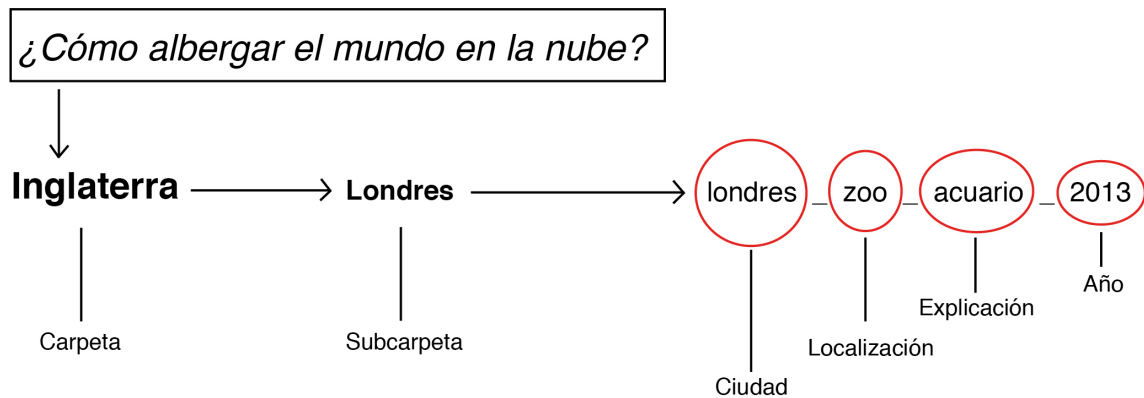 ¿Cómo albergar el mundo en la nube?
Inglaterra Londres londres _ zoo _ acuario _ 2013
Año
Explicación
Carpeta Subcarpeta Localización
Ciudad